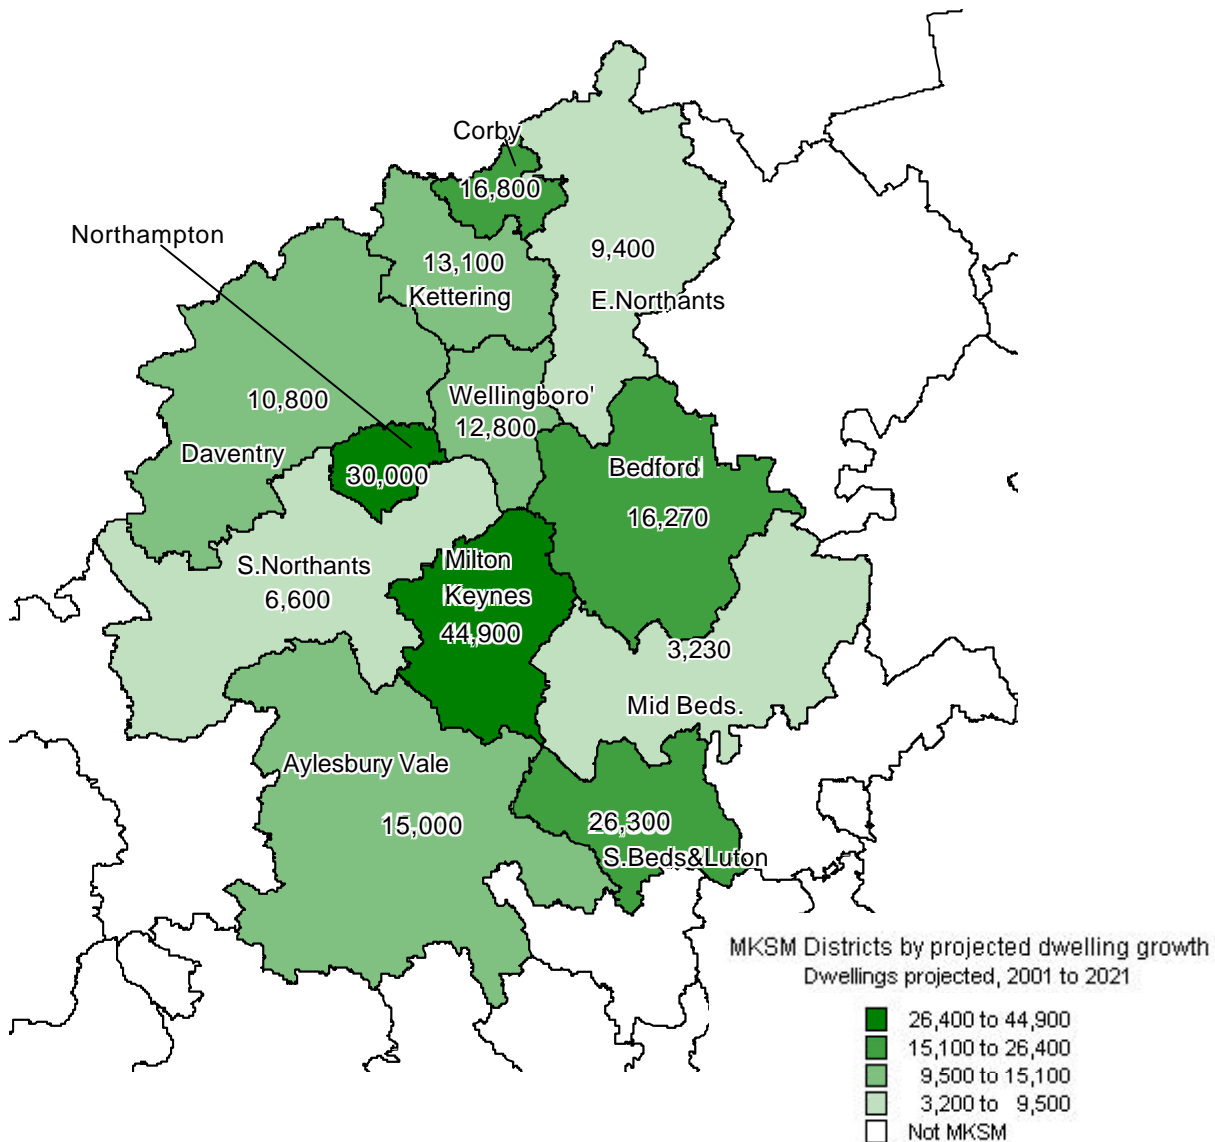 Corby
16,800
Northampton
9,400
13,100
Kettering
E.Northants
10,800
Wellingboro'
12,800
Daventry
30,000
Bedford
16,270
S.Northants
6,600
Milton
Keynes
44,900
3,230
Mid Beds.
Aylesbury Vale
15,000
26,300
S.Beds&Luton
MKSM Districts by projected dwelling growth
Dwellings projected, 2001 to 2021
26,400 to 44,900
15,100 to 26,400
9,500 to 15,100
3,200 to 9,500
Not MKSM